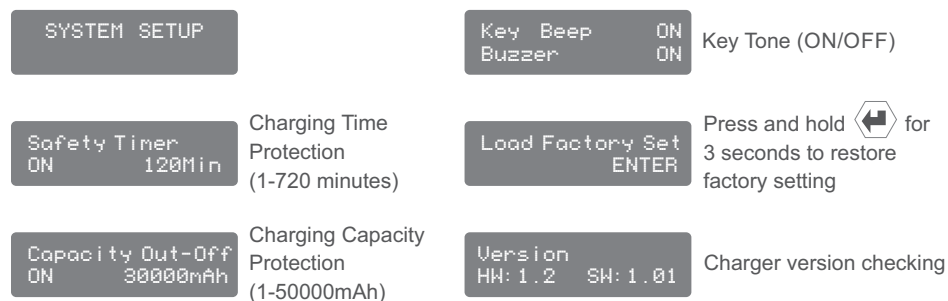 SYSTEM SETUP
Safety Timer
ON 120Min
Charging Time
Protection
(1-720 minutes)
Capacity Out-Off
ON 30000mAh
Charging Capacity
Protection
(1-50000mAh)
Key Beep ON
Buzzer ON
Key Tone (ON/OFF)
Load Factory Set
ENTER
Press and hold for
3 seconds to restore
factory setting
Version
HW:1.2 SW:1.01
Charger version checking